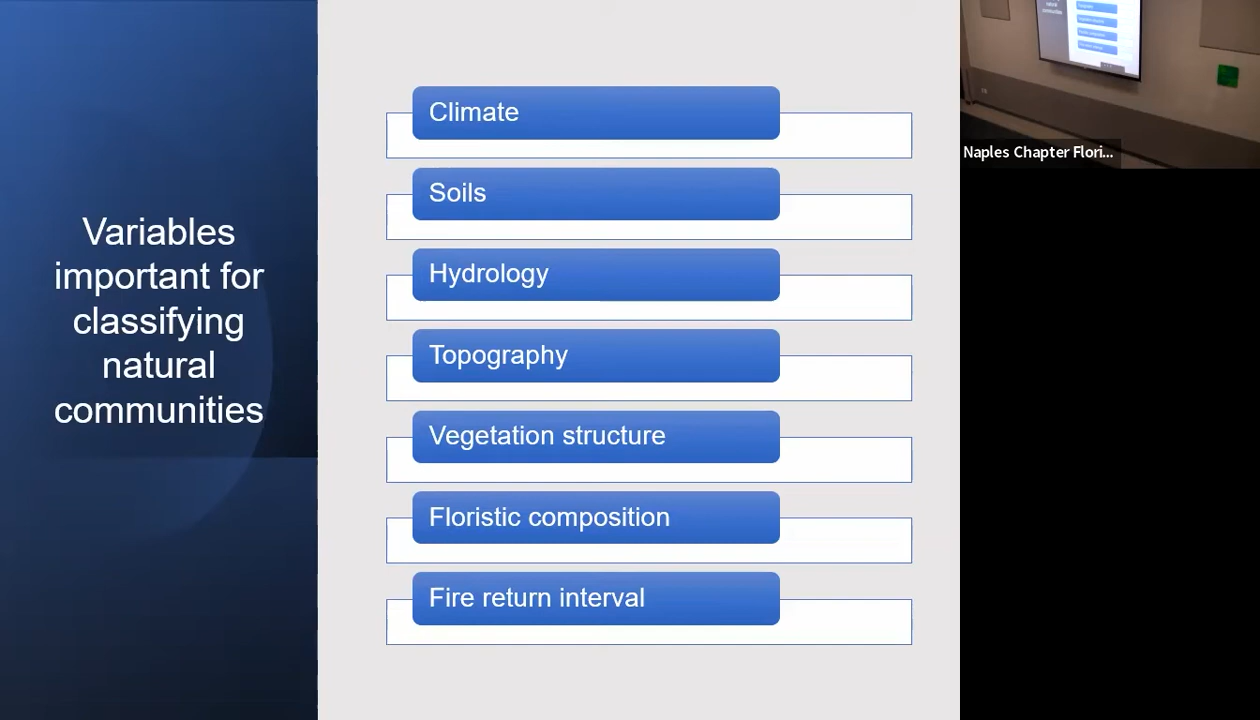 Variables
important for
classifying
natural
communities
Climate
Soils
Hydrology
Topography
Vegetation structure
Floristic composition
Fire return interval
Naples Chapter Flori...